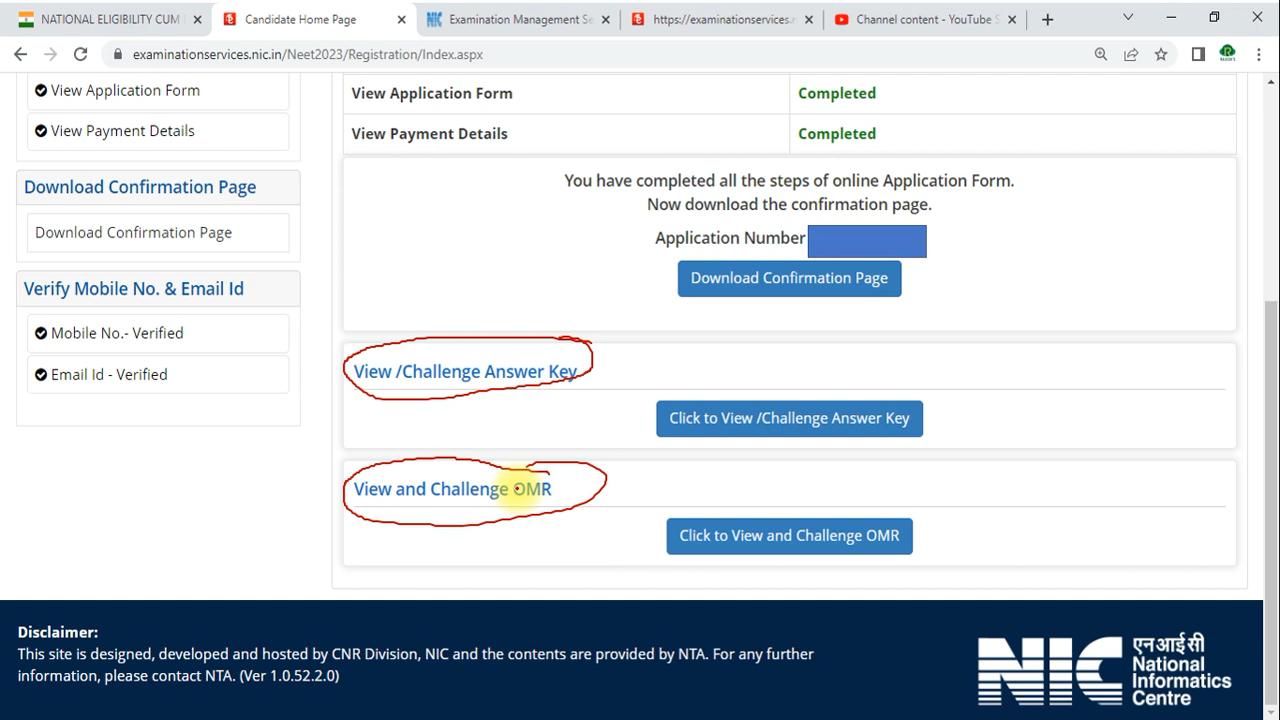 NATIONAL ELIGIBILITY CUM
Candidate Home Page
Examination Management Se
https://examinationservices.n
Channel content - YouTube S
examinationservices.nic.in/Neet2023/Registration/Index.aspx
View Application Form
View Payment Details
Download Confirmation Page
Download Confirmation Page
Verify Mobile No. & Email Id
Mobile No.- Verified
Email Id - Verified
View Application Form Completed
View Payment Details Completed
You have completed all the steps of online Application Form.
Now download the confirmation page.
Application Number
Download Confirmation Page
View /Challenge Answer Key
Click to View /Challenge Answer Key
View and Challenge OMR
Click to View and Challenge OMR
Disclaimer:
This site is designed, developed and hosted by CNR Division, NIC and the contents are provided by NTA. For any further
information, please contact NTA. (Ver 1.0.52.2.0)
NIC
एनआईसी
National
Informatics
Centre